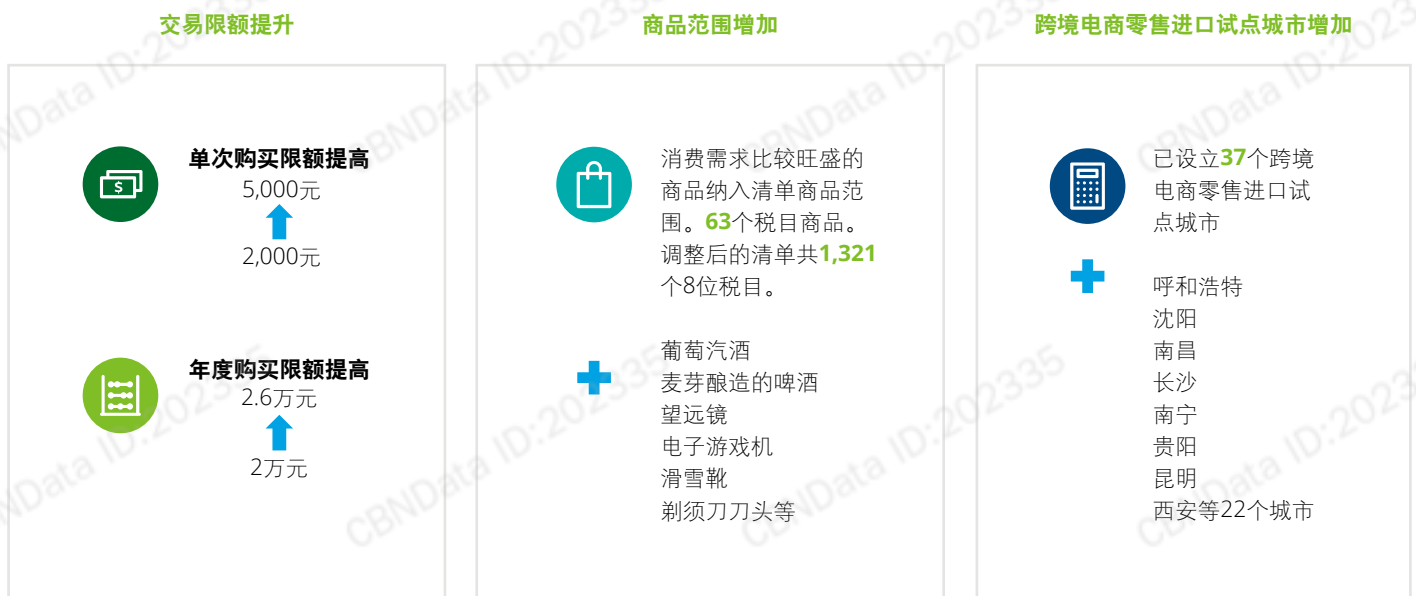 交易限额提升
单次购买限额提高
5,000元
2,000元
年度购买限额提高
2.6万元
2万元
商品范围增加
消费需求比较旺盛的
商品纳入清单商品范
围。63个税目商品。
调整后的清单共1,321
个8位税目。
葡萄汽酒
麦芽酿造的啤酒
望远镜
电子游戏机
滑雪靴
剃须刀刀头等
跨境电商零售进口试点城市增加
已设立37个跨境
电商零售进口试
点城市
呼和浩特
沈阳
南昌
长沙
南宁
贵阳
昆明
西安等22个城市
CBNData ID:202335